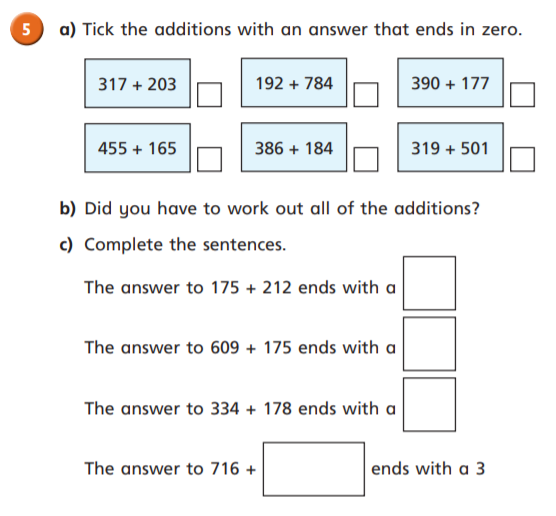 5 a) Tick the additions with an answer that ends in zero.
317 + 203 192 + 784 390 + 177
455 + 165 386 + 184 319 + 501
b) Did you have to work out all of the additions?
c) Complete the sentences.
The answer to 175 + 212 ends with a
The answer to 609 + 175 ends with a
The answer to 334 + 178 ends with a
The answer to 716 + ends with a 3